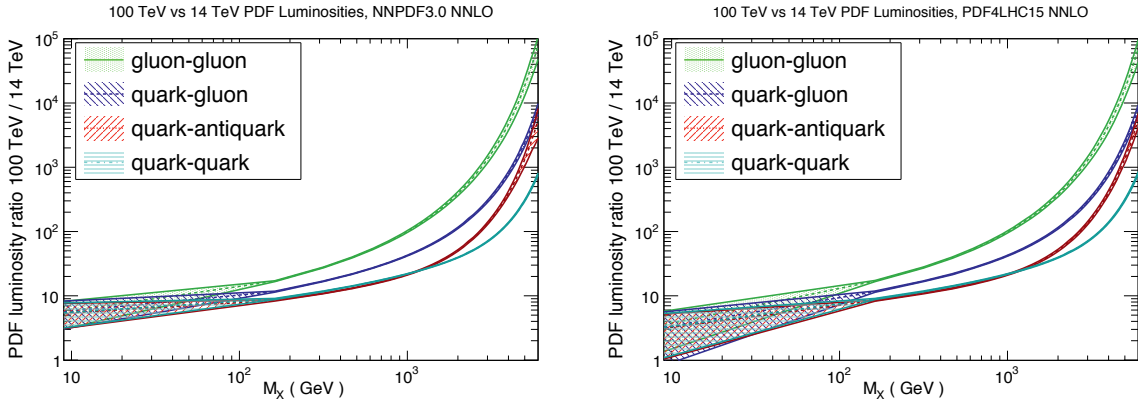 100 TeV vs 14 TeV PDF Luminosities, NNPDF3.0 NNLO
PDF luminosity ratio 100 TeV / 14 TeV
10^5
10^4
10^3
10^2
10
1
gluon-gluon
quark-gluon
quark-antiquark
quark-quark
10
10^2
10^3
M_X ( GeV )
100 TeV vs 14 TeV PDF Luminosities, PDF4LHC15 NNLO
PDF luminosity ratio 100 TeV / 14 TeV
10^5
10^4
10^3
10^2
10
1
gluon-gluon
quark-gluon
quark-antiquark
quark-quark
10
10^2
10^3
M_X ( GeV )